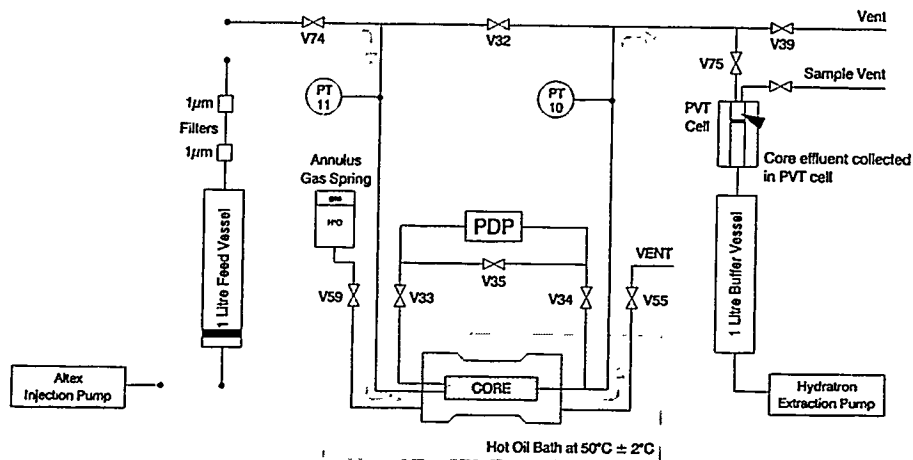 Vent
V74
V32
V39
V75
Sample Vent
PT
11
PT
10
1µm
Filters
1µm
PVT
Cell
Core effluent collected
in PVT cell
Annulus
Gas Spring
gas
H²O
PDP
V35
VENT
V59
V33
V34
V55
1 Litre Feed Vessel
1 Litre Buffer Vessel
CORE
Altex
Injection Pump
Hydratron
Extraction Pump
Hot Oil Bath at 50°C ± 2°C